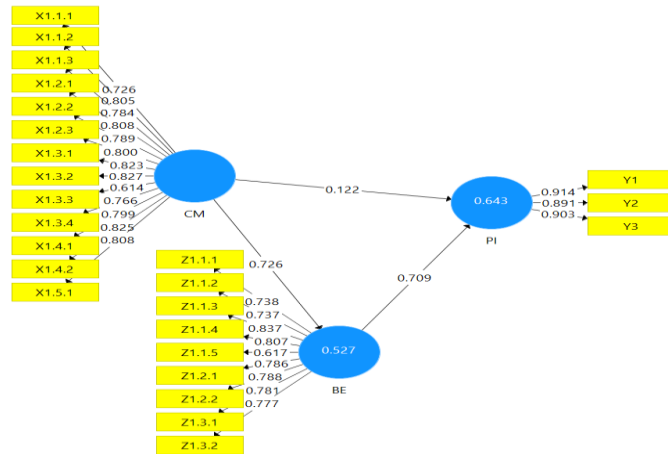 X1.1.1
X1.1.2
X1.1.3
X1.2.1
X1.2.2
X1.2.3
X1.3.1
X1.3.2
X1.3.3
X1.3.4
X1.4.1
X1.4.2
X1.5.1
0.726
0.805
0.784
0.808
0.789
0.800
0.823
0.827
0.614
0.766
0.799
0.825
0.808
CM
0.122
0.726
0.709
0.643
PI
0.914
0.891
0.903
Y1
Y2
Y3
Z1.1.1
Z1.1.2
Z1.1.3
Z1.1.4
Z1.1.5
Z1.2.1
Z1.2.2
Z1.3.1
Z1.3.2
0.738
0.737
0.837
0.807
0.617
0.786
0.788
0.781
0.777
0.527
BE